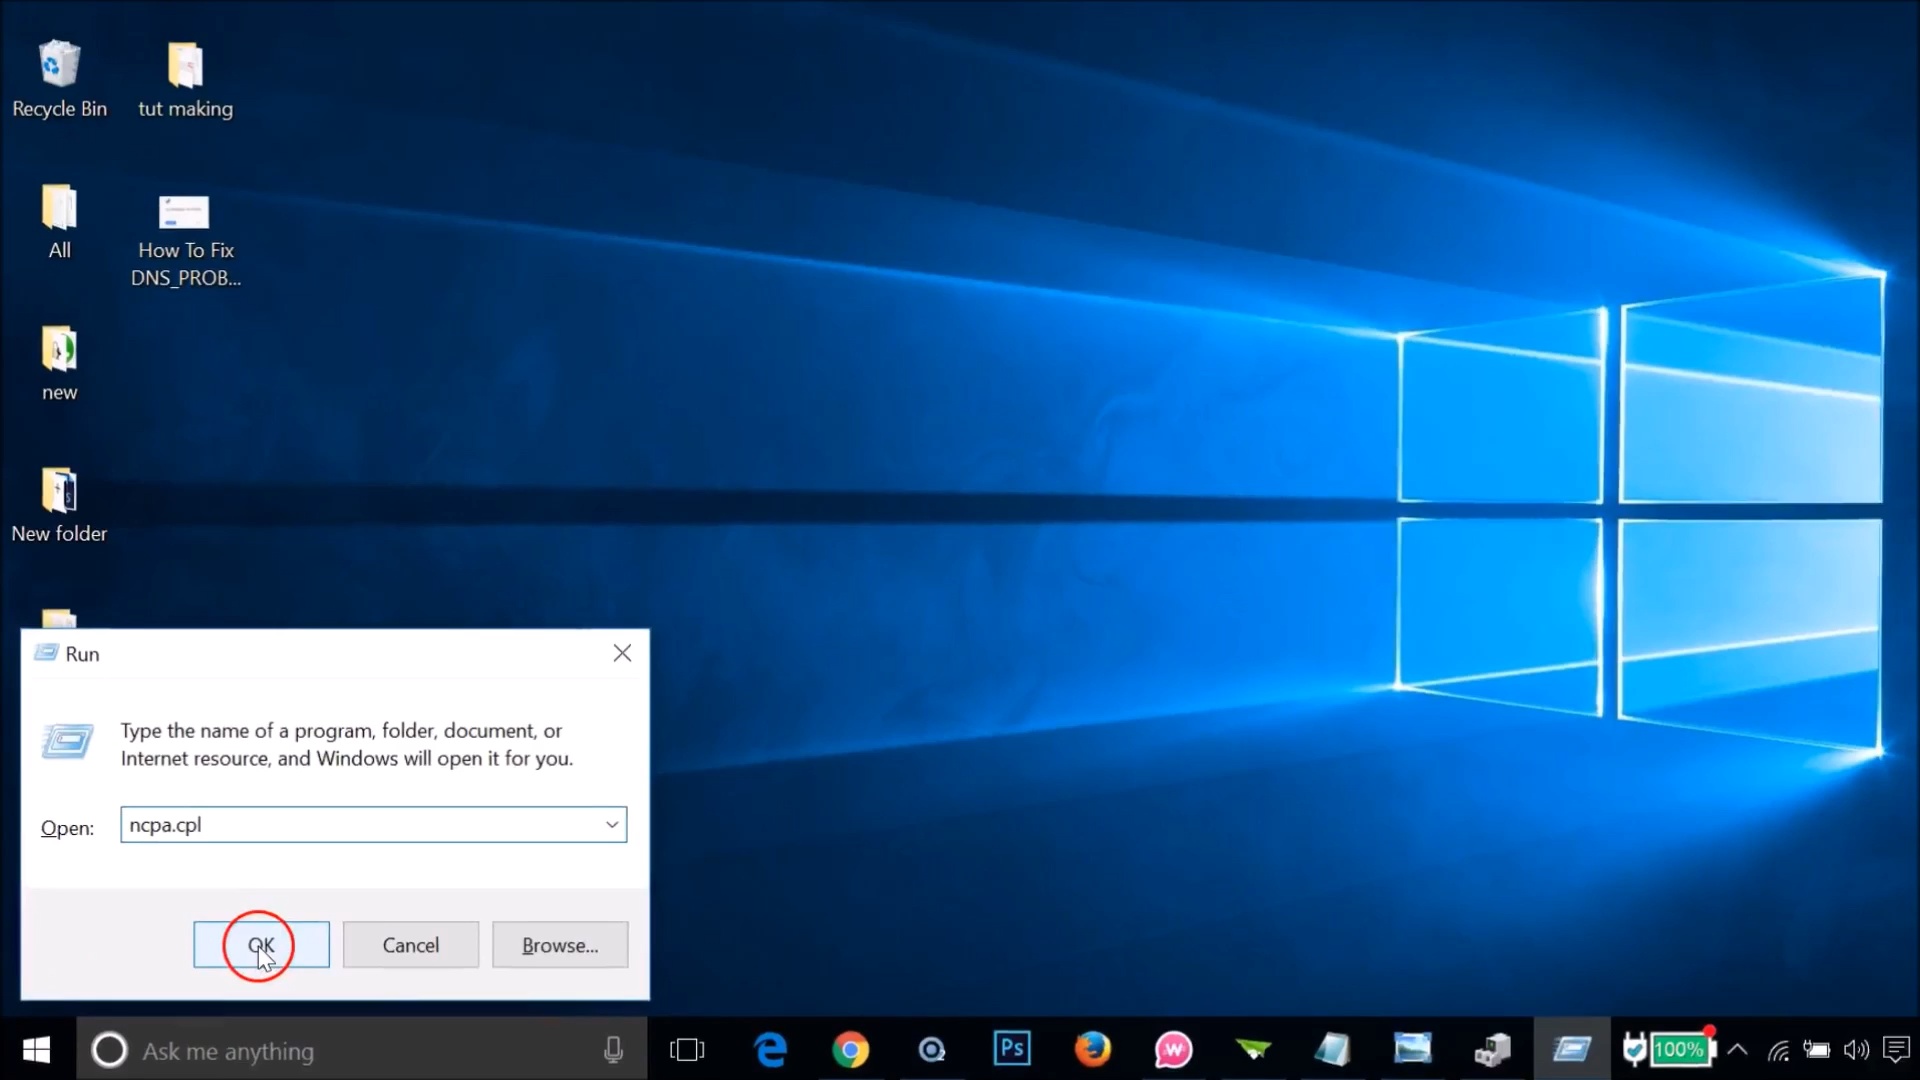 Recycle Bin
tut making
All
How To Fix
DNS_PROB...
new
New folder
Run
Type the name of a program, folder, document, or
Internet resource, and Windows will open it for you.
Open:
ncpa.cpl
OK
Cancel
Browse...
Ask me anything
Ps
W
100%